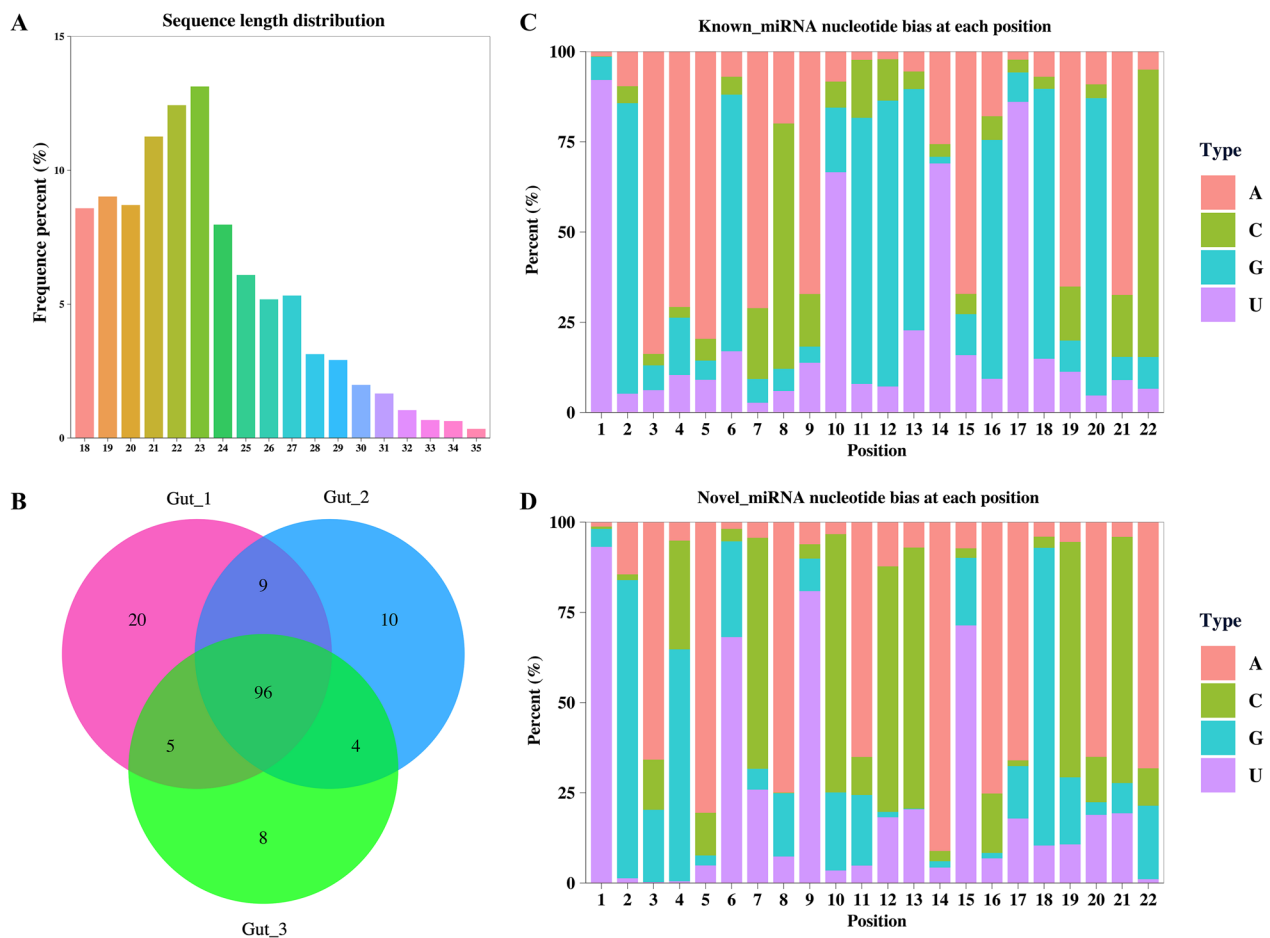 A
Sequence length distribution
Frequence percent (%)
15
10
5
0
18 19 20 21 22 23 24 25 26 27 28 29 30 31 32 33 34 35
B
Gut_1
Gut_2
9
20
10
96
5
4
8
Gut_3
C
Known_miRNA nucleotide bias at each position
Percent (%)
100
75
50
25
0
1 2 3 4 5 6 7 8 9 10 11 12 13 14 15 16 17 18 19 20 21 22
Position
Type
A
C
G
U
D
Novel_miRNA nucleotide bias at each position
Percent (%)
100
75
50
25
0
1 2 3 4 5 6 7 8 9 10 11 12 13 14 15 16 17 18 19 20 21 22
Position
Type
A
C
G
U